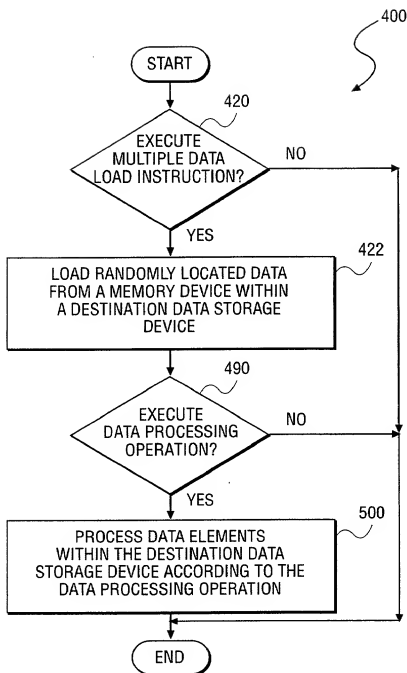 400
START
420
EXECUTE
MULTIPLE DATA
LOAD INSTRUCTION?
NO
YES
422
LOAD RANDOMLY LOCATED DATA
FROM A MEMORY DEVICE WITHIN
A DESTINATION DATA STORAGE
DEVICE
490
EXECUTE
DATA PROCESSING
OPERATION?
NO
YES
500
PROCESS DATA ELEMENTS
WITHIN THE DESTINATION DATA
STORAGE DEVICE ACCORDING TO THE
DATA PROCESSING OPERATION
END